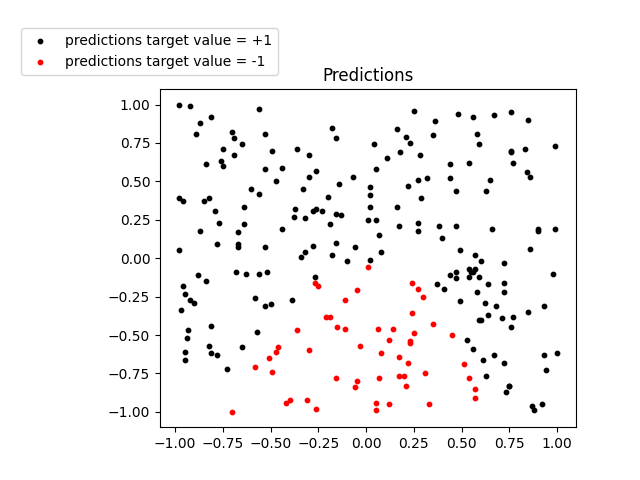 predictions target value = +1
predictions target value = -1
Predictions
1.00
0.75
0.50
0.25
0.00
−0.25
−0.50
−0.75
−1.00
−1.00 −0.75 −0.50 −0.25 0.00 0.25 0.50 0.75 1.00